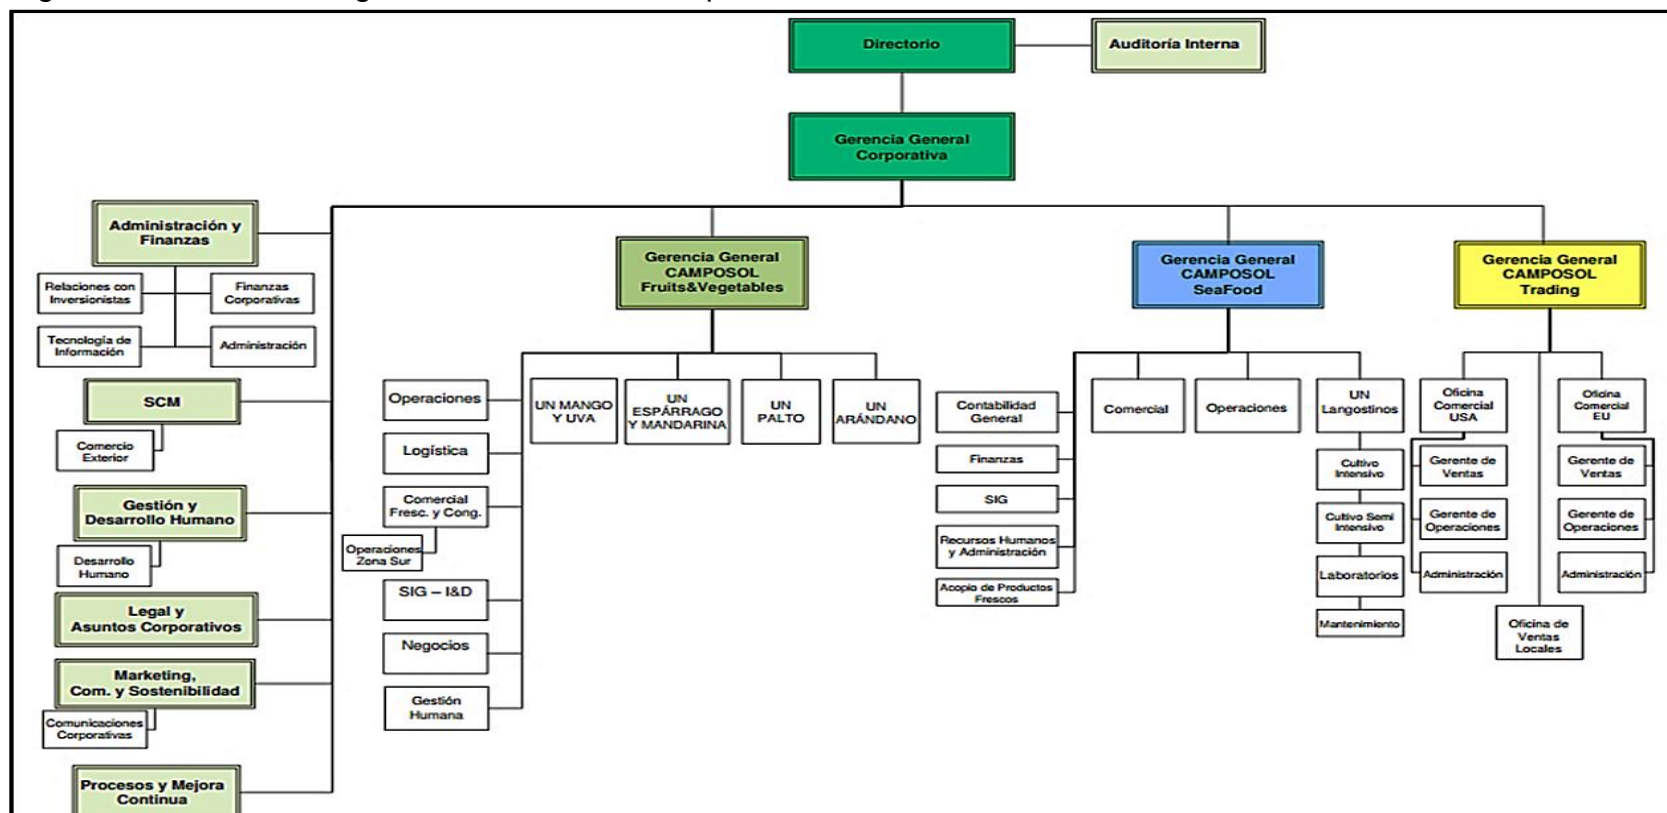 Directorio
Auditoría Interna
Gerencia General
Corporativa
Administración y
Finanzas
Relaciones con
Inversionistas
Finanzas
Corporativas
Tecnología de
Información
Administración
SCM
Comercio
Exterior
Gestión y
Desarrollo Humano
Desarrollo
Humano
Legal y
Asuntos Corporativos
Marketing,
Com. y Sostenibilidad
Comunicaciones
Corporativas
Procesos y Mejora
Continua
Gerencia General
CAMPOSOL
Fruits&Vegetables
Operaciones
Logística
Comercial
Fresc. y Cong.
Operaciones
Zona Sur
SIG – I&D
Negocios
Gestión
Humana
UN MANGO
Y UVA
UN
ESPÁRRAGO
Y MANDARINA
UN
PALTO
UN
ARÁNDANO
Gerencia General
CAMPOSOL
SeaFood
Contabilidad
General
Finanzas
SIG
Recursos Humanos
y Administración
Acopio de Productos
Frescos
Comercial
Operaciones
UN
Langostinos
Cultivo
Intensivo
Cultivo Semi
Intensivo
Laboratorios
Mantenimiento
Gerencia General
CAMPOSOL
Trading
Oficina
Comercial
USA
Gerente de
Ventas
Gerente de
Operaciones
Administración
Oficina de
Ventas
Locales
Oficina
Comercial
EU
Gerente de
Ventas
Gerente de
Operaciones
Administración